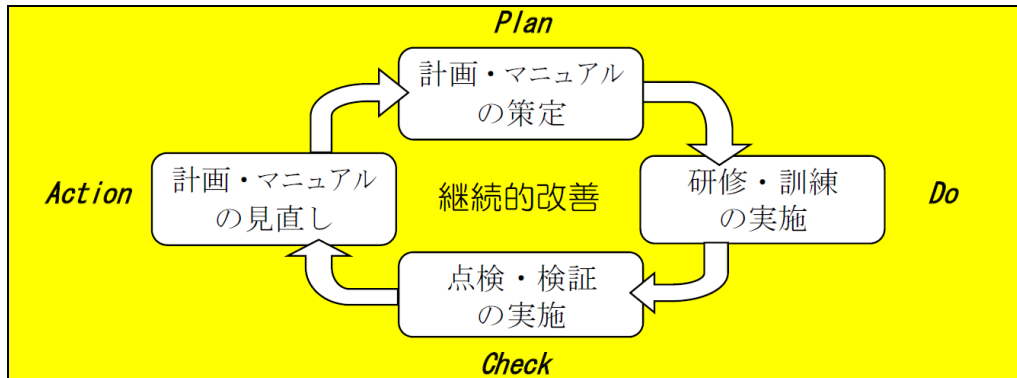 Plan
計画・マニュアル
の策定
Action
計画・マニュアル
の見直し
継続的改善
研修・訓練
の実施
Do
点検・検証
の実施
Check